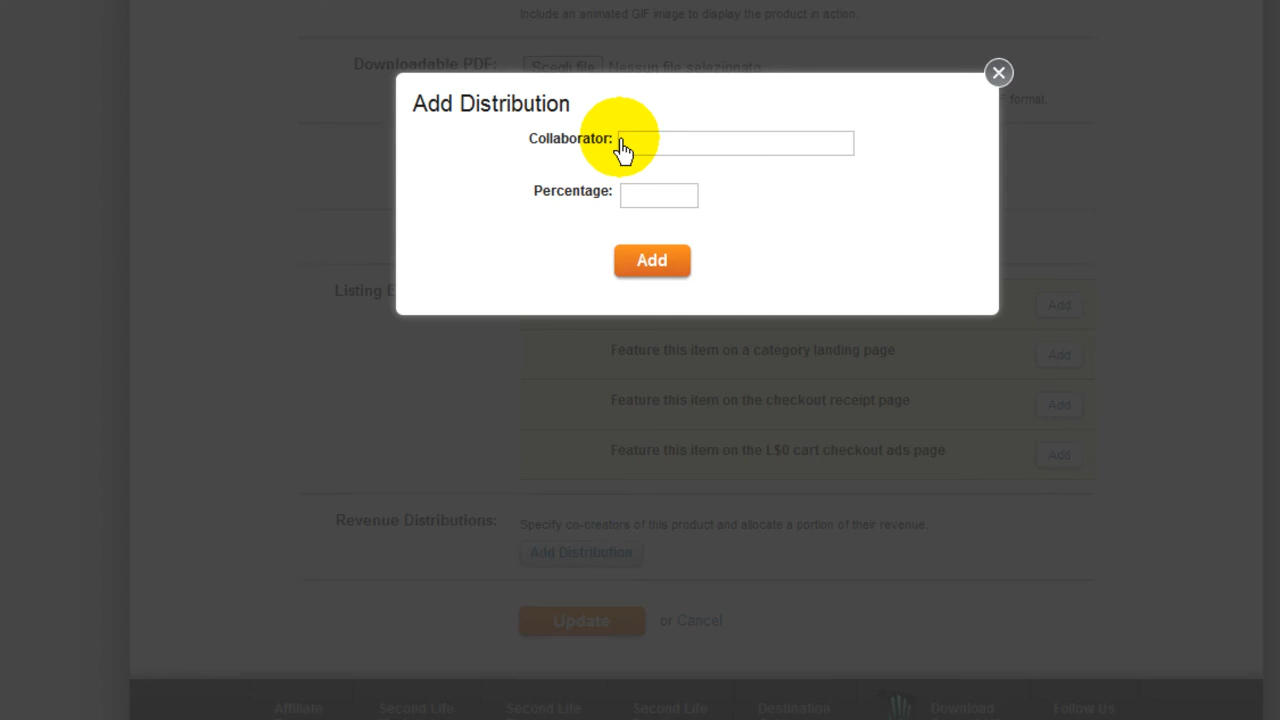 Include an animated GIF image to display the product in action.
Downloadable PDF: Scegli file Nessun file selezionato
format.
Add Distribution
Collaborator:
Percentage:
Add
Listing E
Add
Feature this item on a category landing page Add
Feature this item on the checkout receipt page Add
Feature this item on the L$0 cart checkout ads page Add
Revenue Distributions: Specify co-creators of this product and allocate a portion of their revenue.
Add Distribution
Update or Cancel
Affiliate Second Life Second Life Second Life Destination Download Follow Us